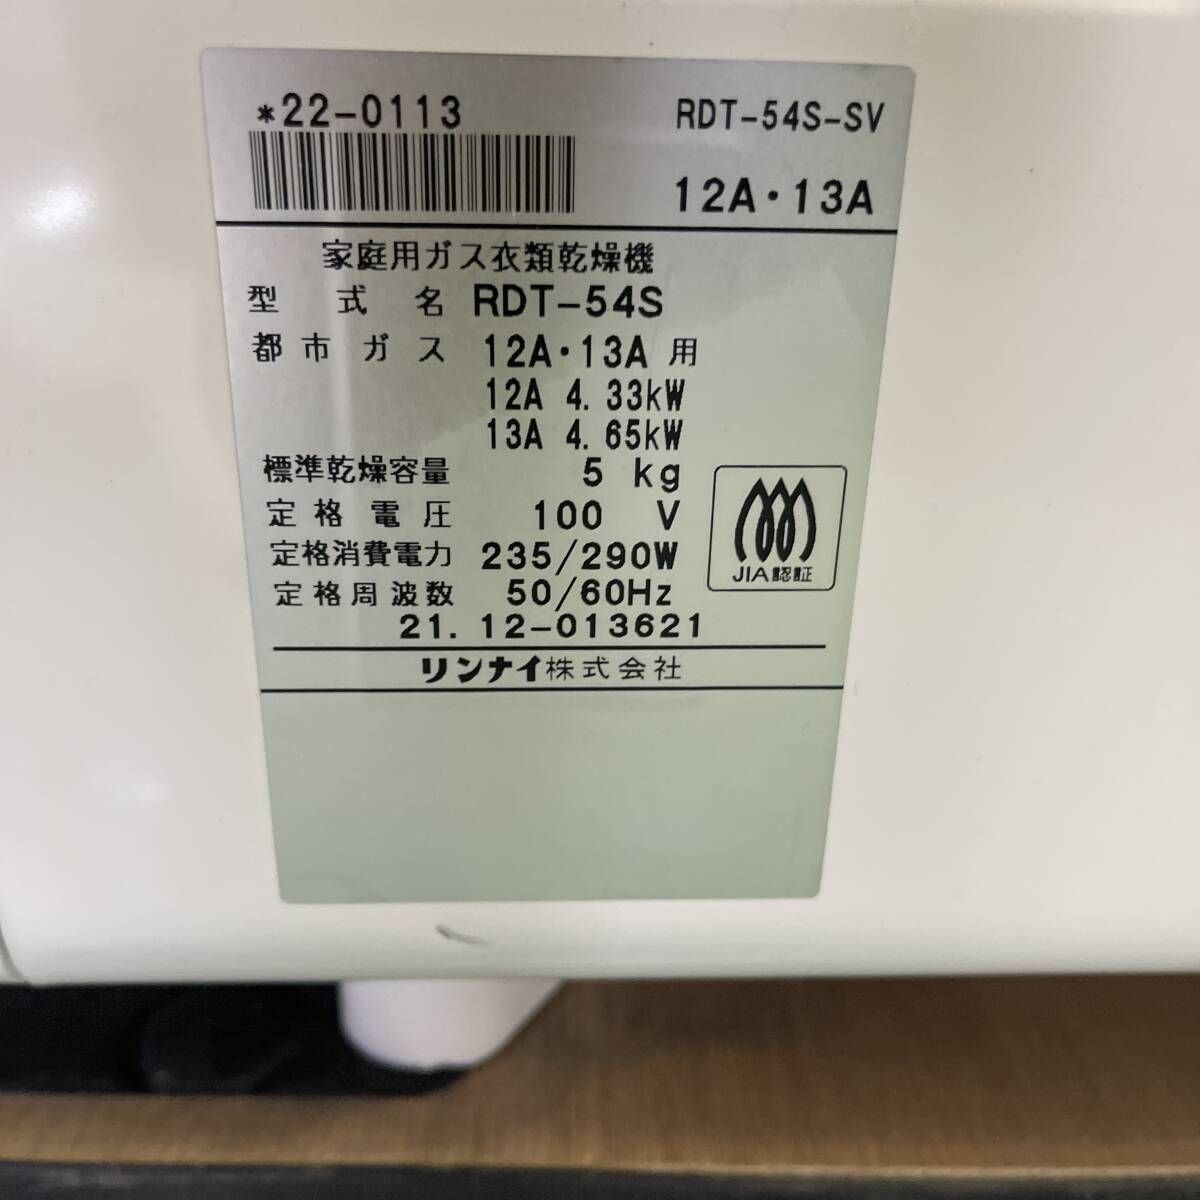 *22-0113
RDT-54S-SV
12A・13A
家庭用ガス衣類乾燥機
型式名 RDT-54S
都市ガス 12A・13A用
12A 4.33kW
13A 4.65kW
標準乾燥容量 5 kg
定格電圧 100 V
定格消費電力 235/290W
定格周波数 50/60Hz
JIA認証
21.12-013621
リンナイ株式会社